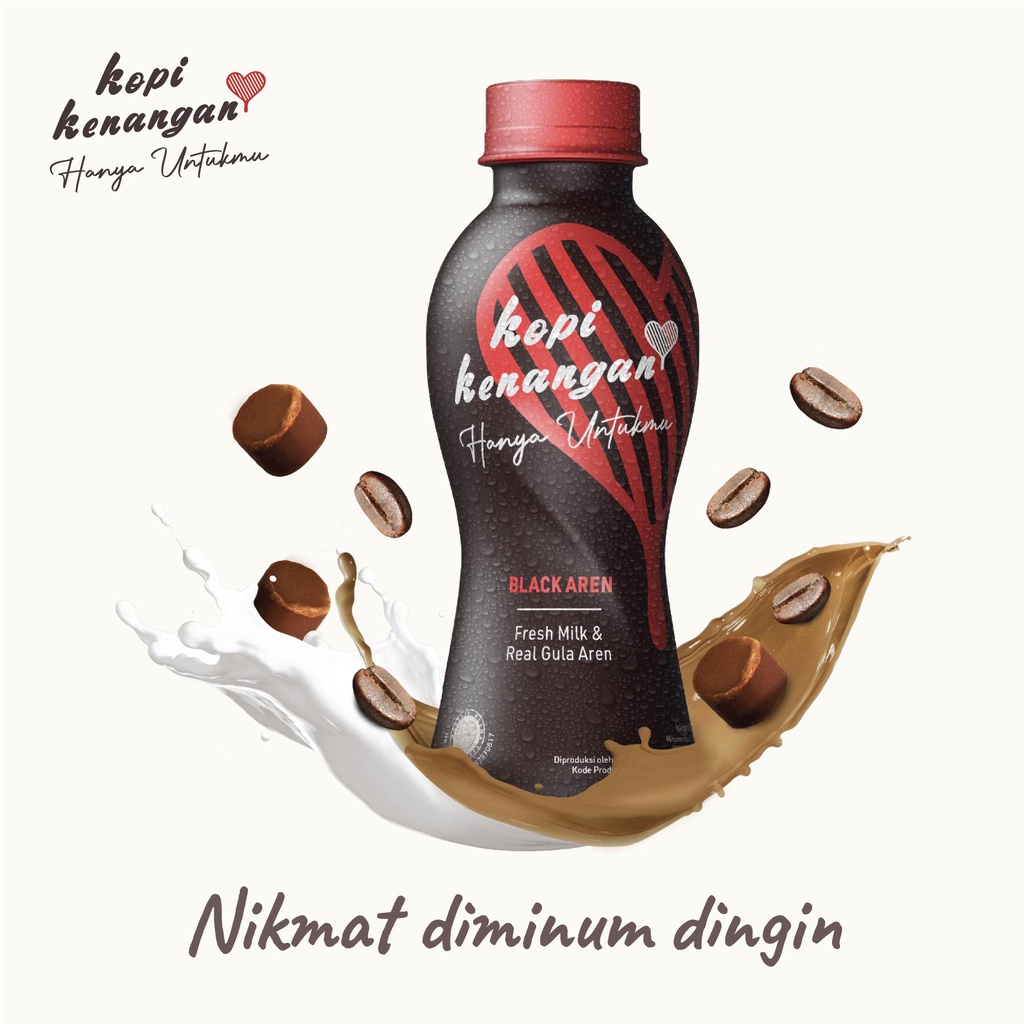 kopi
kenangan
Hanya Untukmu
kopi
kenangan
Hanya Untukmu
BLACK AREN
Fresh Milk &
Real Gula Aren
Diproduksi oleh
Kode Prod
Nikmat diminum dingin